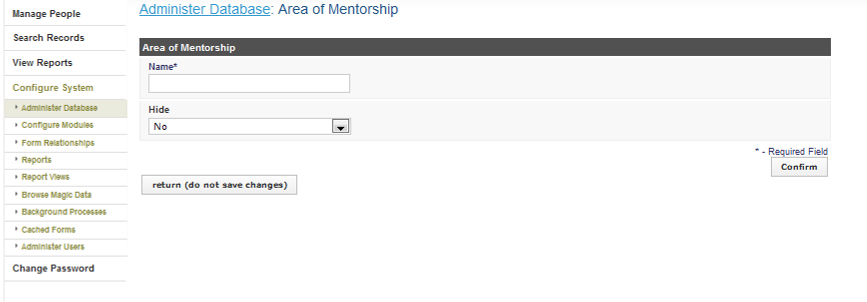 Manage People
Search Records
View Reports
Configure System
Administer Database
Configure Modules
Form Relationships
Reports
Report Views
Browse Magic Data
Background Processes
Cached Forms
Administer Users
Change Password
Administer Database: Area of Mentorship
Area of Mentorship
Name*
Hide
No
* - Required Field
Confirm
return (do not save changes)